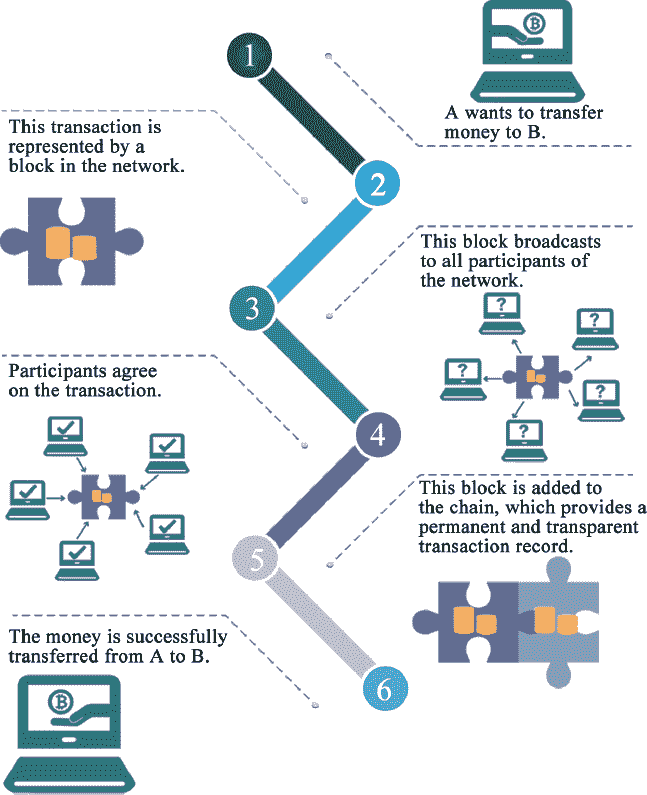 1
A wants to transfer
money to B.
2
This transaction is
represented by a
block in the network.
3
This block broadcasts
to all participants of
the network.
?
?
?
?
?
4
Participants agree
on the transaction.
5
This block is added to
the chain, which provides a
permanent and transparent
transaction record.
6
The money is successfully
transferred from A to B.